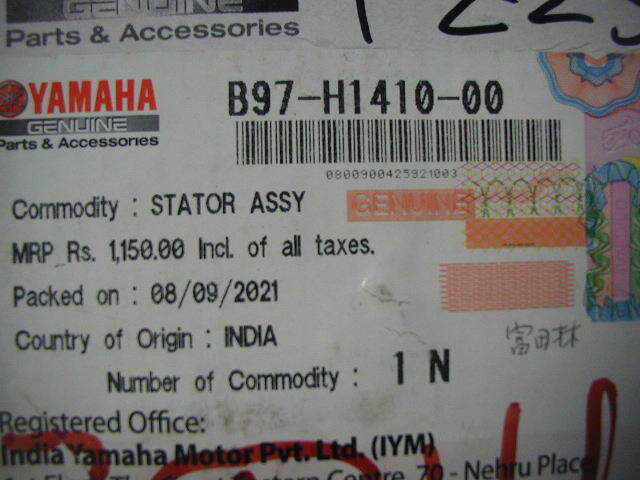 GENUINE
Parts & Accessories
YAMAHA
GENUINE
Parts & Accessories
B97-H1410-00
0800900425921003
GENUINE
Commodity : STATOR ASSY
MRP Rs. 1,150.00 Incl. of all taxes.
Packed on : 08/09/2021
Country of Origin : INDIA
富田林
Number of Commodity : 1 N
Registered Office:
India Yamaha Motor Pvt. Ltd. (IYM)
Centre, 70 - Nehru Place